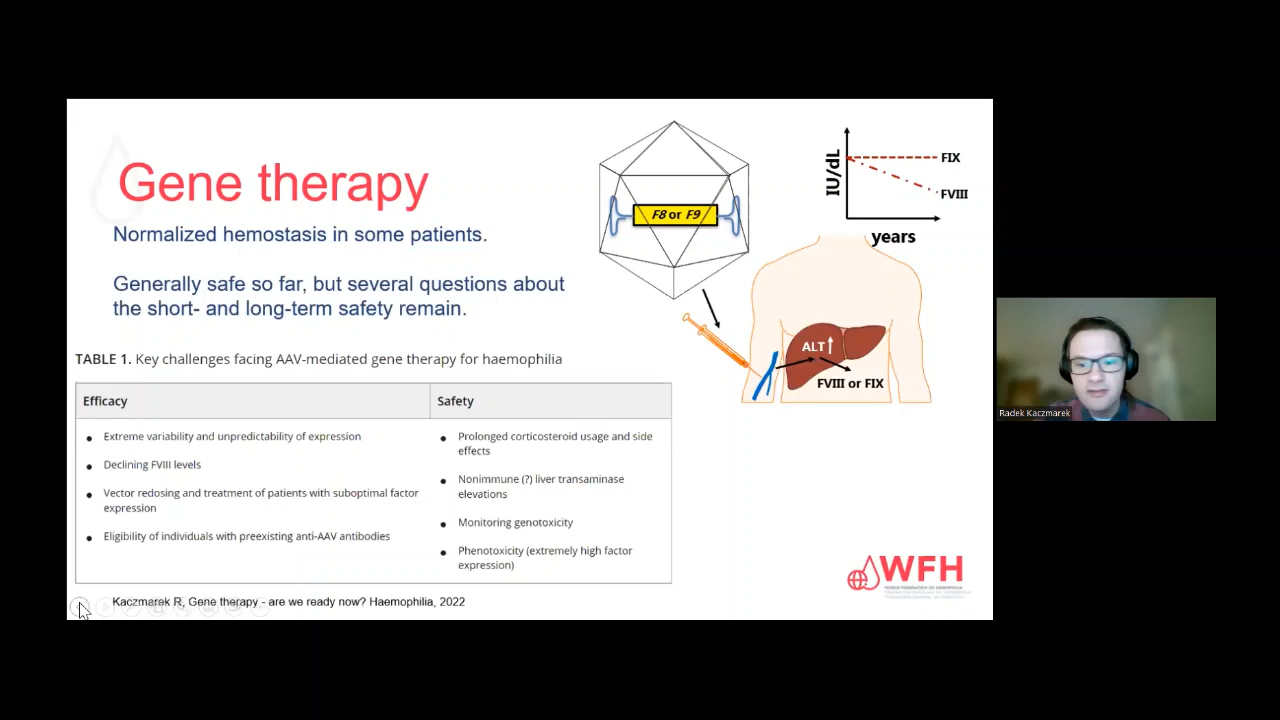 Gene therapy
Normalized hemostasis in some patients.
Generally safe so far, but several questions about
the short- and long-term safety remain.
F8 or F9
IU/dL
FIX
FVIII
years
ALT
FVIII or FIX
TABLE 1. Key challenges facing AAV-mediated gene therapy for haemophilia
Efficacy
Extreme variability and unpredictability of expression
Declining FVIII levels
Vector redosing and treatment of patients with suboptimal factor
expression
Eligibility of individuals with preexisting anti-AAV antibodies
Safety
Prolonged corticosteroid usage and side
effects
Nonimmune (?) liver transaminase
elevations
Monitoring genotoxicity
Phenotoxicity (extremely high factor
expression)
Kaczmarek R, Gene therapy - are we ready now? Haemophilia, 2022
WFH
WORLD FEDERATION OF HEMOPHILIA
Radek Kaczmarek